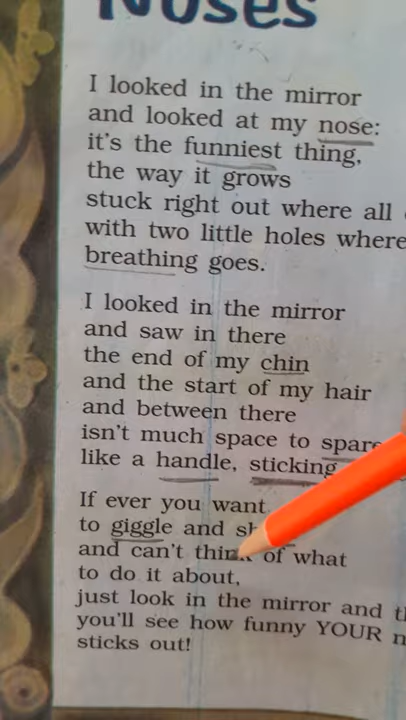 Noses
I looked in the mirror
and looked at my nose:
it's the funniest thing,
the way it grows
stuck right out where all
with two little holes where
breathing goes.
I looked in the mirror
and saw in there
the end of my chin
and the start of my hair
and between there
isn't much space to spare
like a handle, sticking
If ever you want
to giggle and
and can't think of what
to do it about,
just look in the mirror and
you'll see how funny YOUR
sticks out!